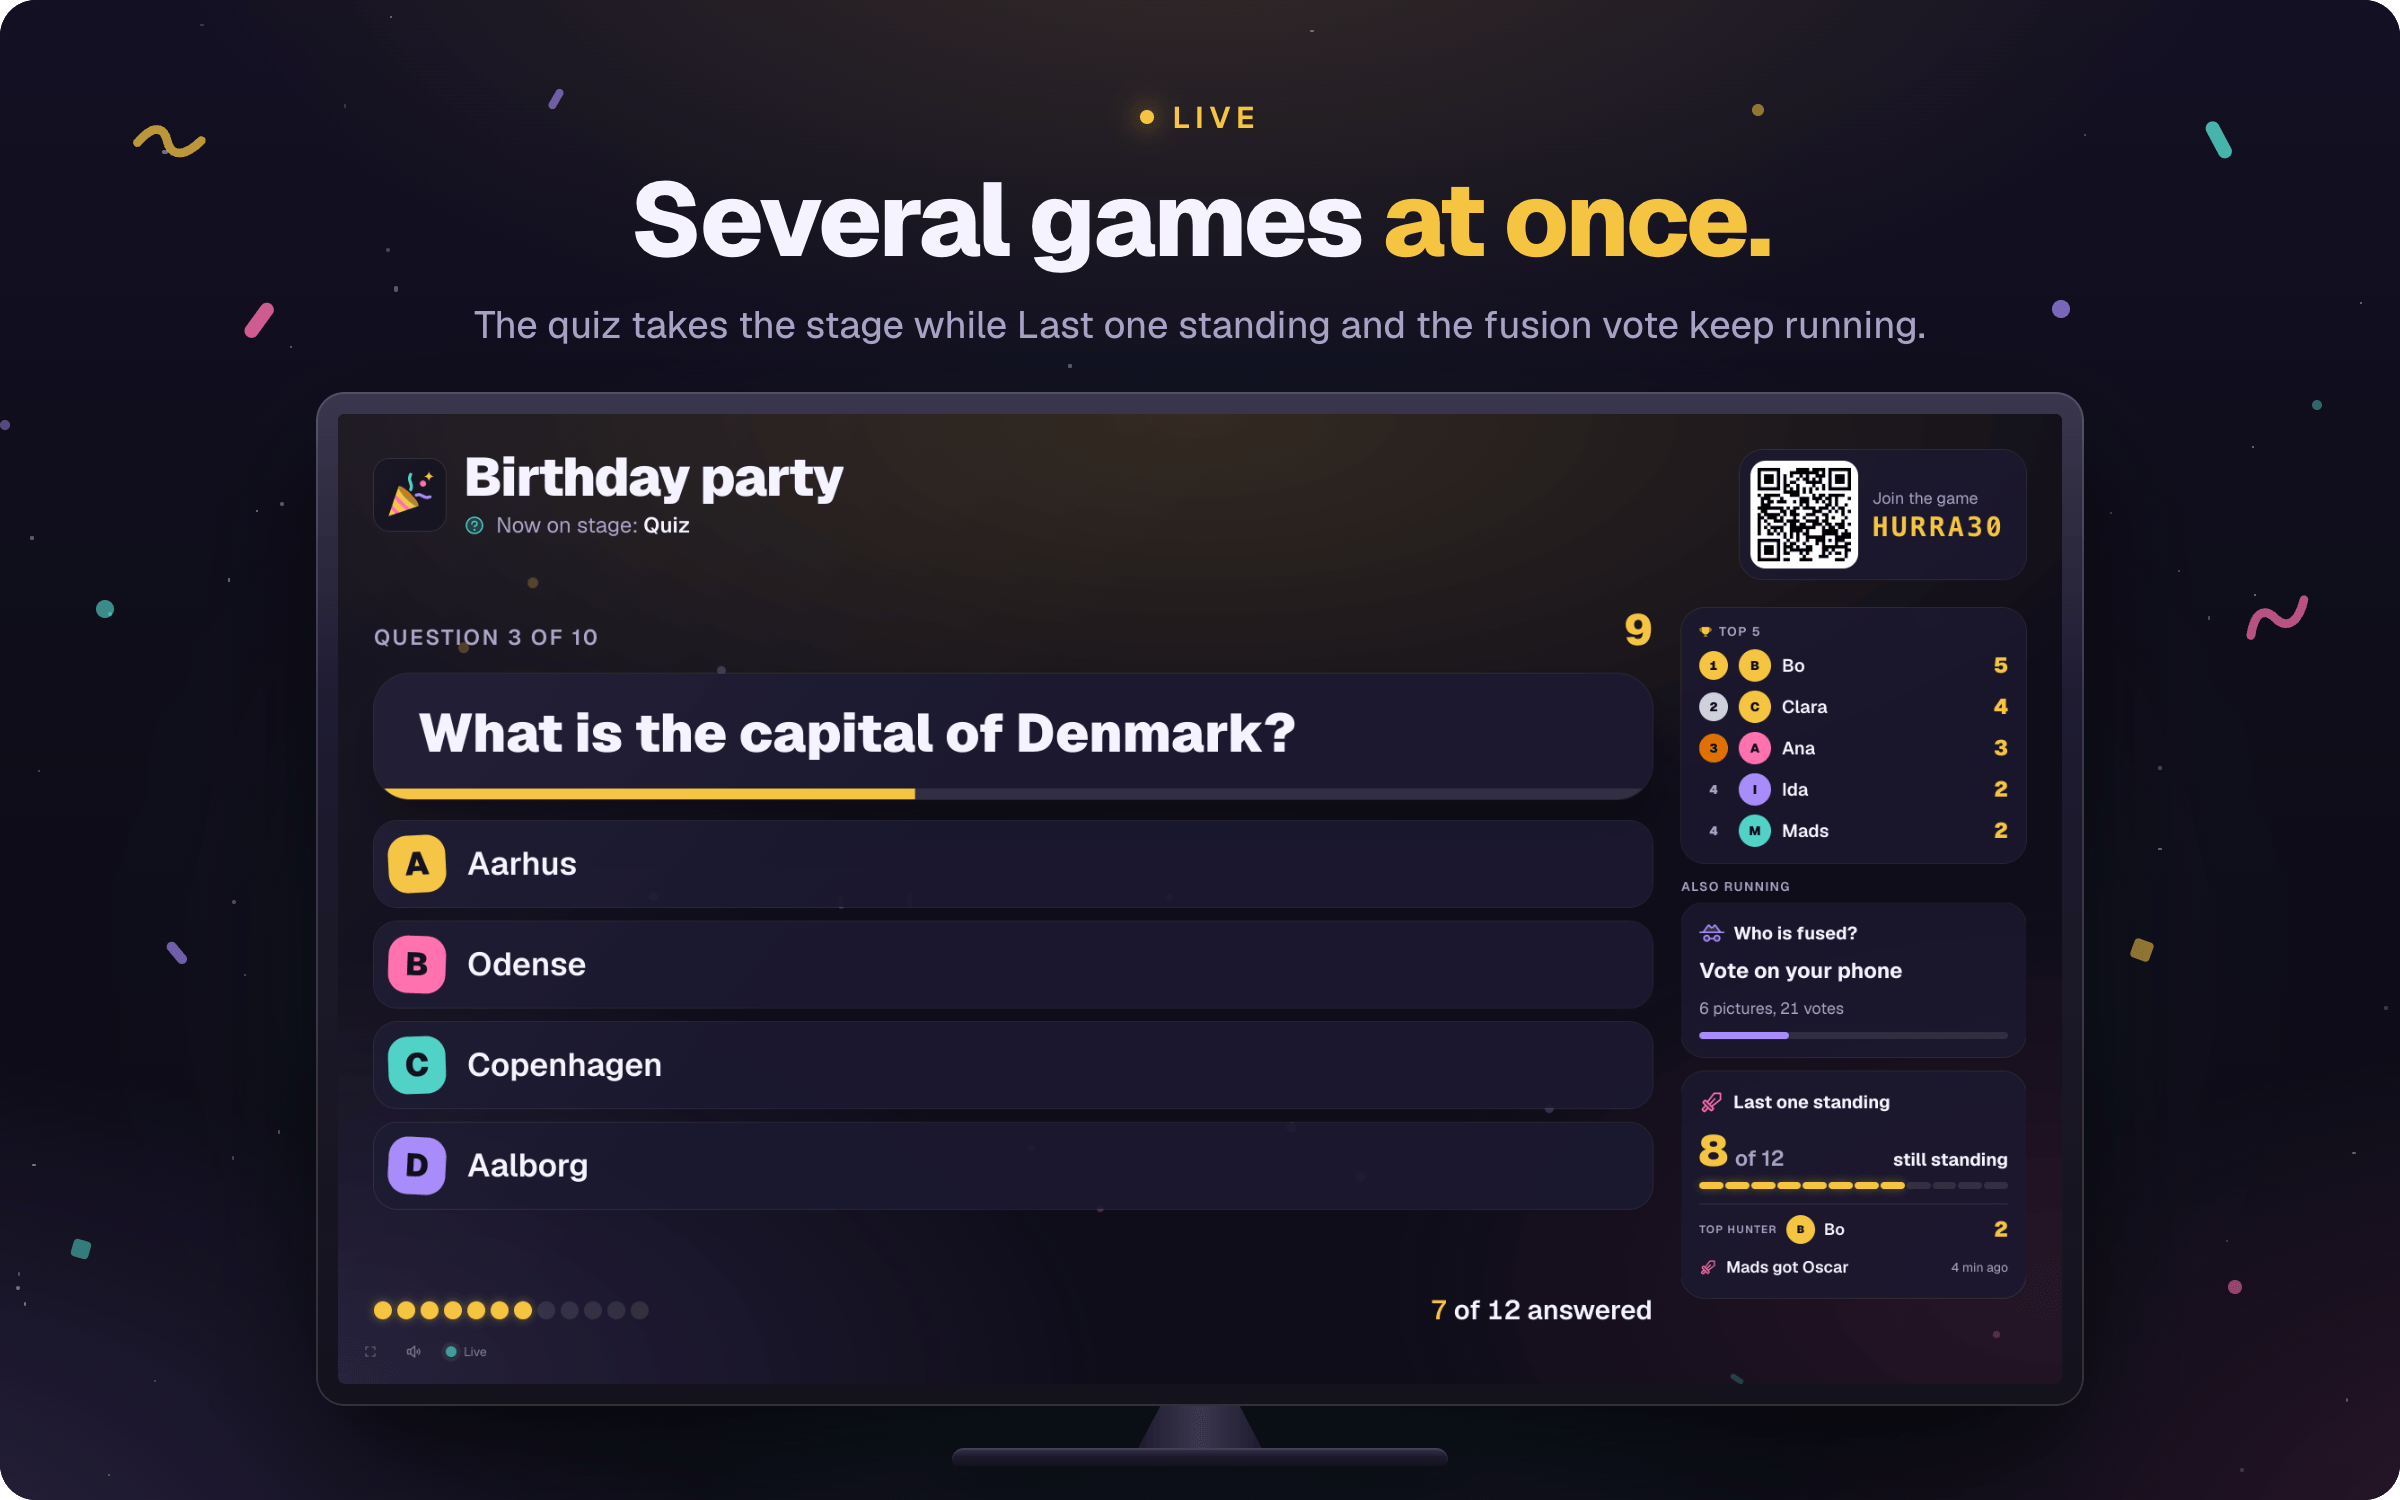 LIVE
Several games at once.
The quiz takes the stage while Last one standing and the fusion vote keep running.
Birthday party
Now on stage: Quiz
Join the game
HURRA30
QUESTION 3 OF 10
9
What is the capital of Denmark?
A Aarhus
B Odense
C Copenhagen
D Aalborg
7 of 12 answered
Live
TOP 5
1 B Bo 5
2 C Clara 4
3 A Ana 3
4 I Ida 2
4 M Mads 2
ALSO RUNNING
Who is fused?
Vote on your phone
6 pictures, 21 votes
Last one standing
8 of 12 still standing
TOP HUNTER B Bo 2
Mads got Oscar 4 min ago